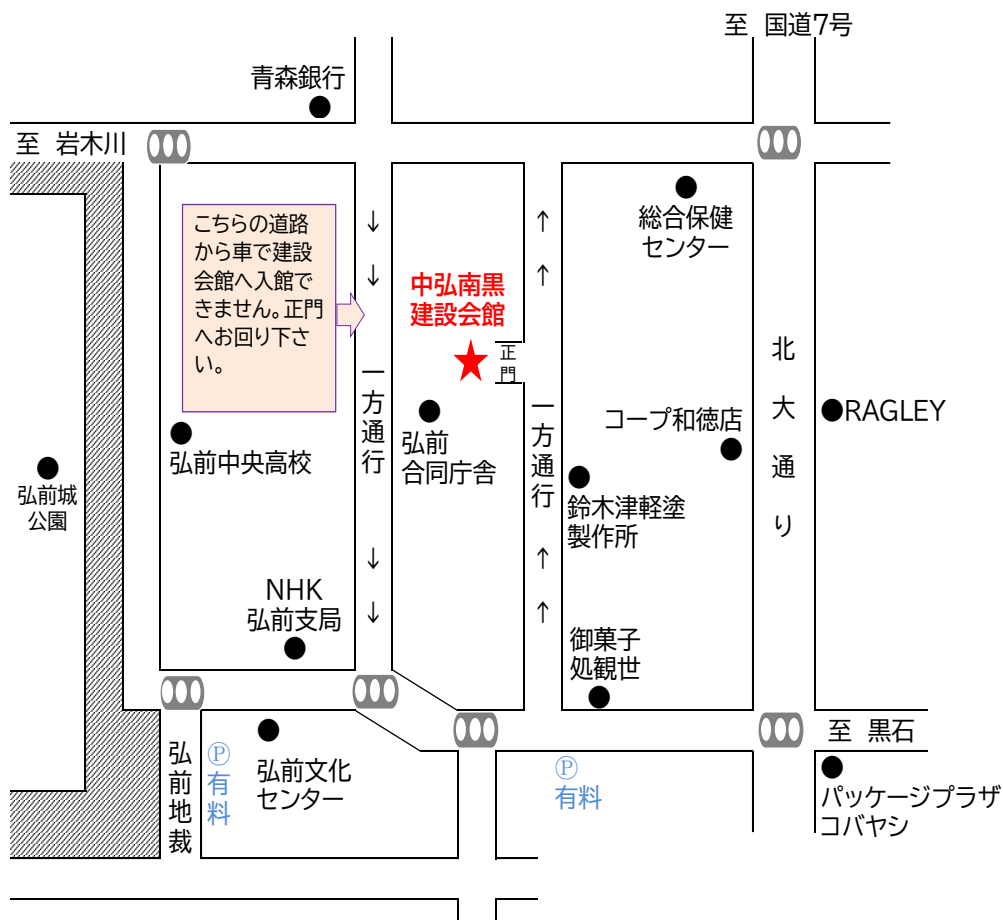 至 国道7号
青森銀行
至 岩木川
こちらの道路
から車で建設
会館へ入館で
きません。正門
へお回り下さ
い。
↓
↓
↑
↑
総合保健
センター
中弘南黒
建設会館
正門
一方通行
一方通行
北大通り
弘前
合同庁舎
コープ和徳店
RAGLEY
弘前中央高校
弘前城
公園
鈴木津軽塗
製作所
↓
↓
↑
↑
NHK
弘前支局
御菓子
処観世
至 黒石
弘前地裁
Ⓟ
有
料
弘前文化
センター
Ⓟ
有料
パッケージプラザ
コバヤシ